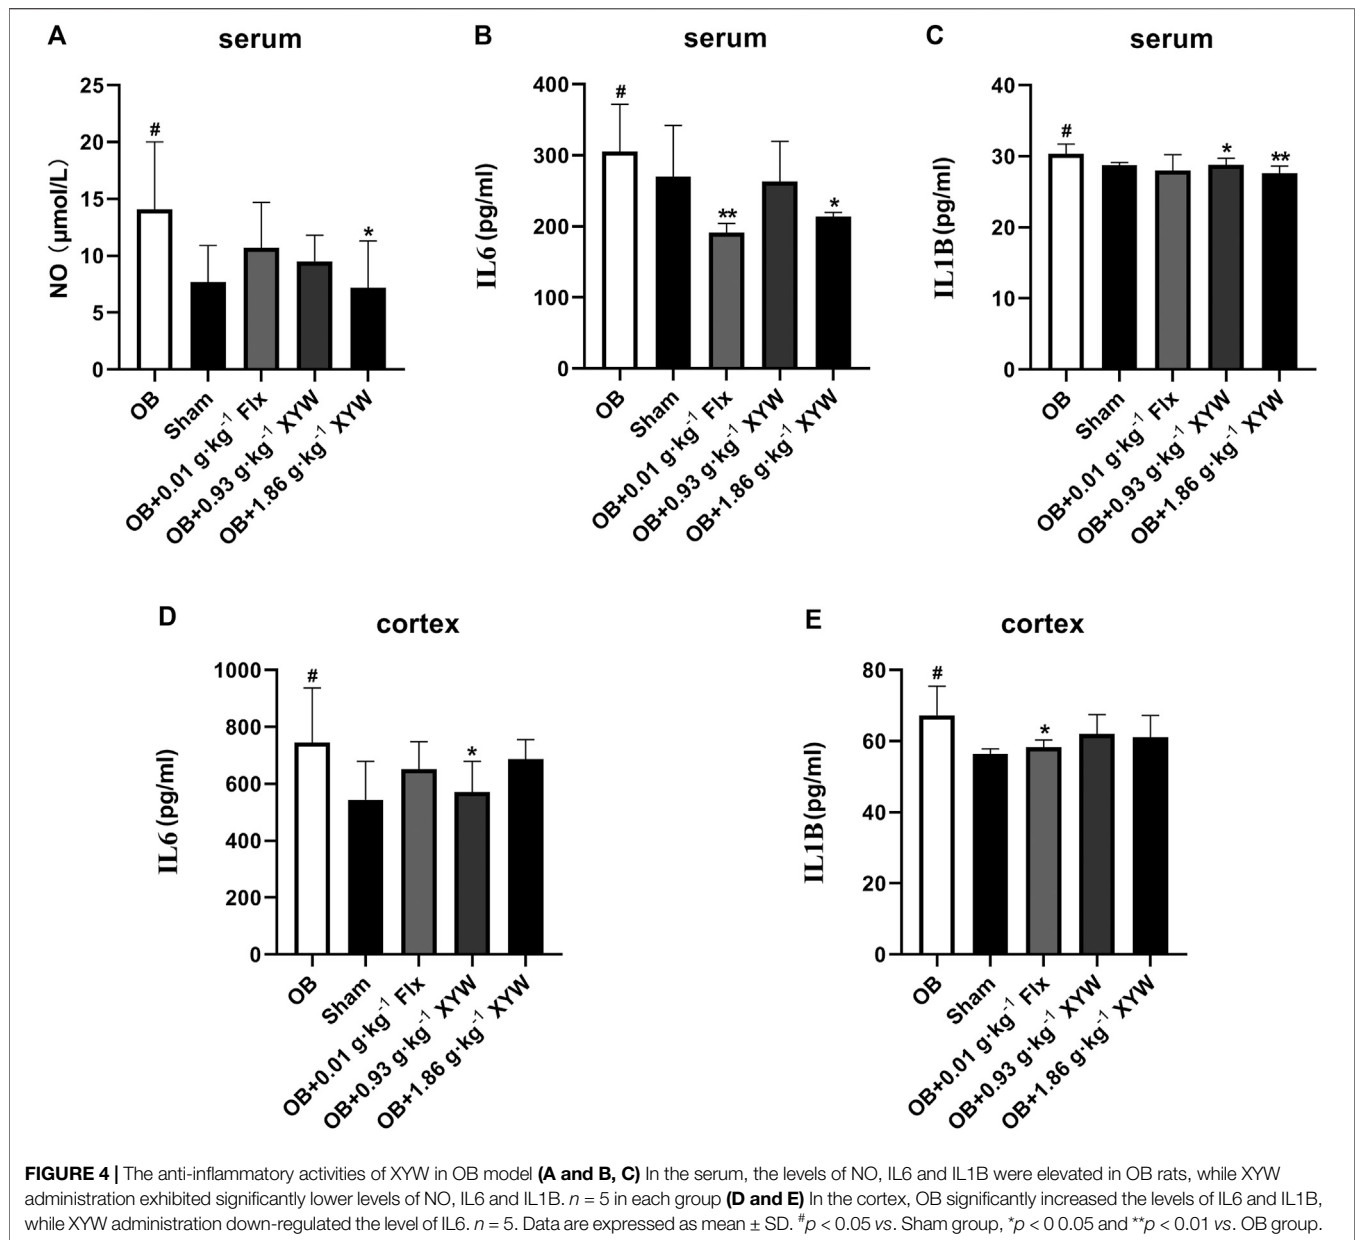 A
serum
25
20
15
10
5
0
NO（μmol/L）
#
*
OB
Sham
OB+0.01 g·kg⁻¹ Flx
OB+0.93 g·kg⁻¹ XYW
OB+1.86 g·kg⁻¹ XYW
B
serum
400
300
200
100
0
IL6 (pg/ml)
#
**
*
OB
Sham
OB+0.01 g·kg⁻¹ Flx
OB+0.93 g·kg⁻¹ XYW
OB+1.86 g·kg⁻¹ XYW
C
serum
40
30
20
10
0
IL1B(pg/ml)
#
*
**
OB
Sham
OB+0.01 g·kg⁻¹ Flx
OB+0.93 g·kg⁻¹ XYW
OB+1.86 g·kg⁻¹ XYW
D
cortex
1000
800
600
400
200
0
IL6 (pg/ml)
#
*
OB
Sham
OB+0.01 g·kg⁻¹ Flx
OB+0.93 g·kg⁻¹ XYW
OB+1.86 g·kg⁻¹ XYW
E
cortex
80
60
40
20
0
IL1B(pg/ml)
#
*
OB
Sham
OB+0.01 g·kg⁻¹ Flx
OB+0.93 g·kg⁻¹ XYW
OB+1.86 g·kg⁻¹ XYW
FIGURE 4 | The anti-inflammatory activities of XYW in OB model (A and B, C) In the serum, the levels of NO, IL6 and IL1B were elevated in OB rats, while XYW
administration exhibited significantly lower levels of NO, IL6 and IL1B. n = 5 in each group (D and E) In the cortex, OB significantly increased the levels of IL6 and IL1B,
while XYW administration down-regulated the level of IL6. n = 5. Data are expressed as mean ± SD. #p < 0.05 vs. Sham group, *p < 0 0.05 and **p < 0.01 vs. OB group.